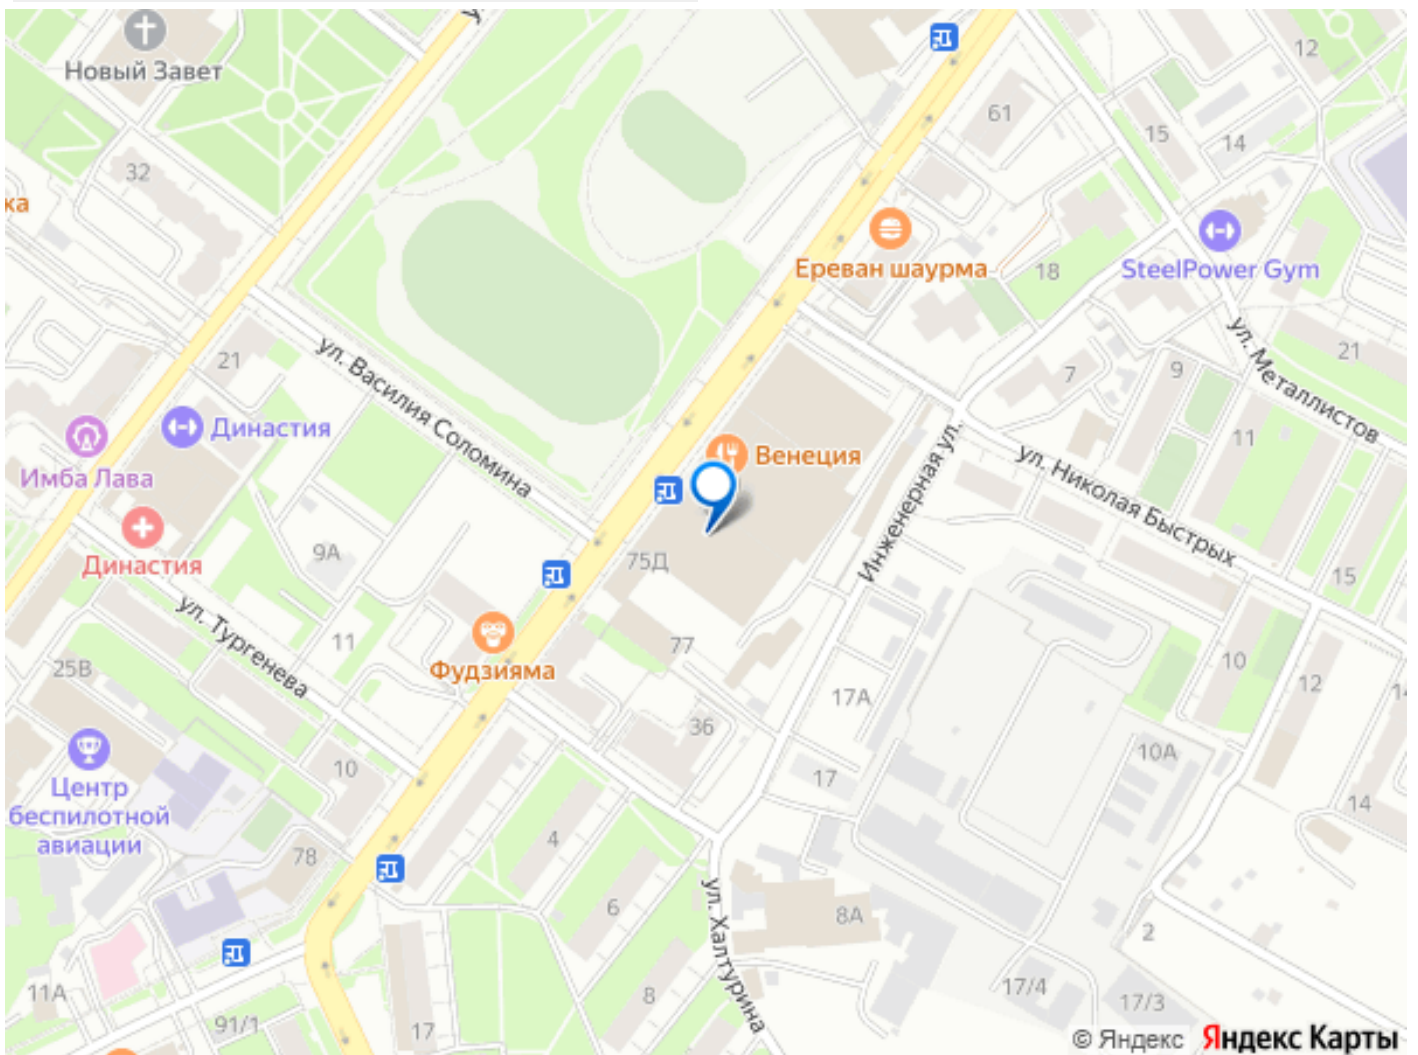 Новый Завет
32
ка
61
12
15
14
Ереван шаурма
18
SteelPower Gym
ул. Металлистов
21
7
9
11
21
ул. Василия Соломина
Династия
Имба Лава
Династия
Венеция
Инженерная ул.
ул. Николая Быстрых
15
9А
75Д
11
ул. Тургенева
Фудзияма
77
25В
17А
36
10
12
14
10А
17
10
Центр
беспилотной
авиации
78
4
6
8А
14
2
ул. Халтурина
8
11А
91/1
17
17/4
17/3
© Яндекс Яндекс Карты